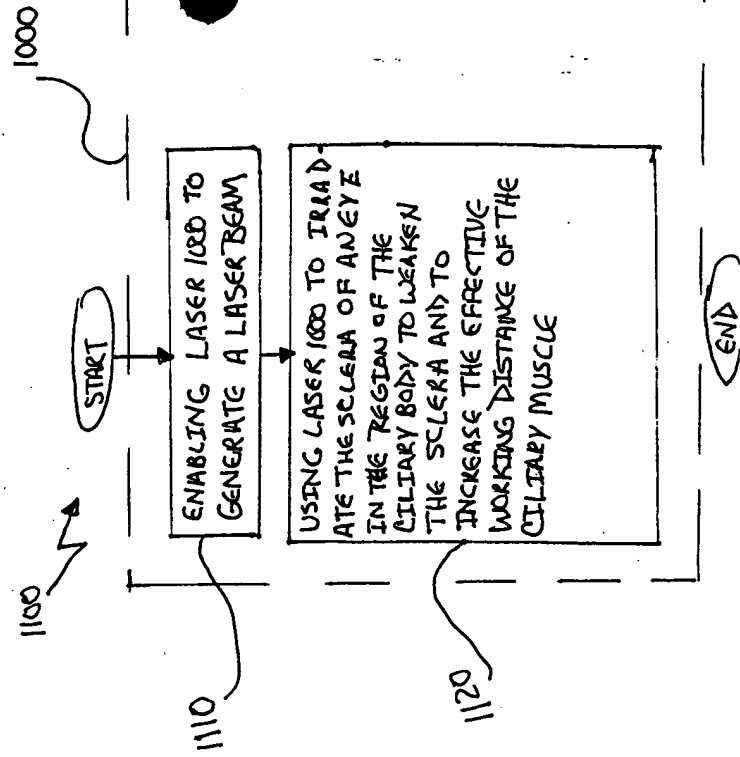 1100
1000
START
1110
ENABLING LASER 1000 TO
GENERATE A LASER BEAM
1120
USING LASER 1000 TO IRRAD-
ATE THE SCLERA OF AN EYE
IN THE REGION OF THE
CILIARY BODY TO WEAKEN
THE SCLERA AND TO
INCREASE THE EFFECTIVE
WORKING DISTANCE OF THE
CILIARY MUSCLE
END